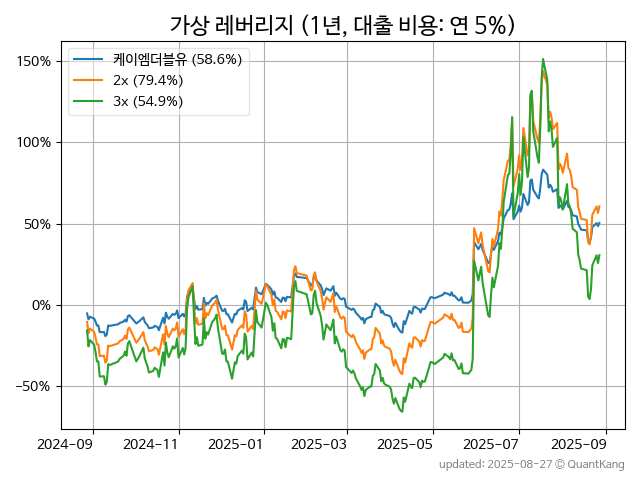 가상 레버리지 (1년, 대출 비용: 연 5%)
케이엠더블유 (58.6%)
2x (79.4%)
3x (54.9%)
150%
100%
50%
0%
−50%
2024-09 2024-11 2025-01 2025-03 2025-05 2025-07 2025-09
updated: 2025-08-27 © QuantKang